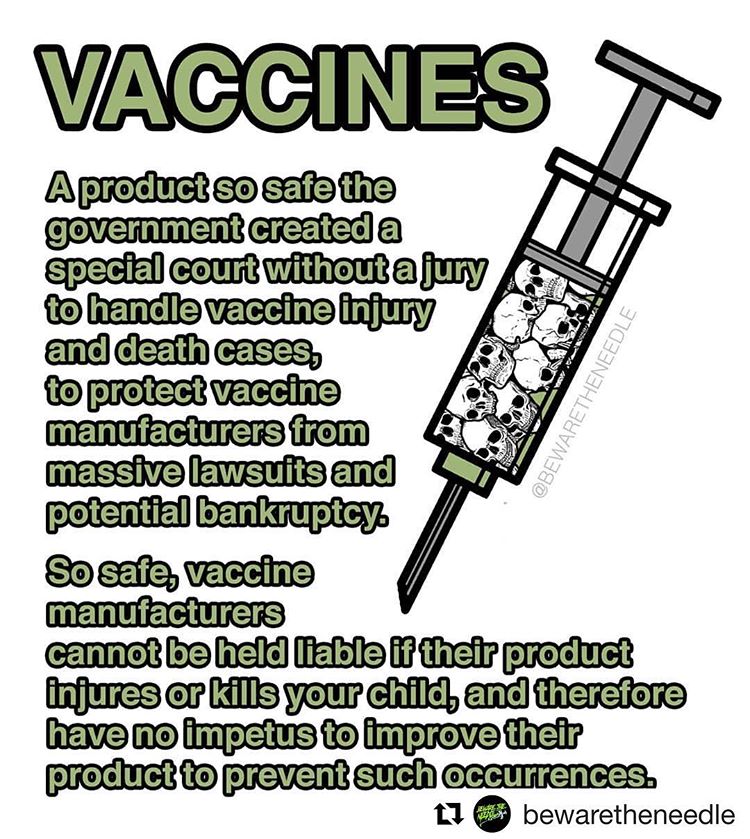 VACCINES
A product so safe the
government created a
special court without a jury
to handle vaccine injury
and death cases,
to protect vaccine
manufacturers from
massive lawsuits and
potential bankruptcy.
So safe, vaccine
manufacturers
cannot be held liable if their product
injures or kills your child, and therefore
have no impetus to improve their
product to prevent such occurrences.
@BEWARETHENEEDLE
BEWARE THE
NEEDLE
bewaretheneedle